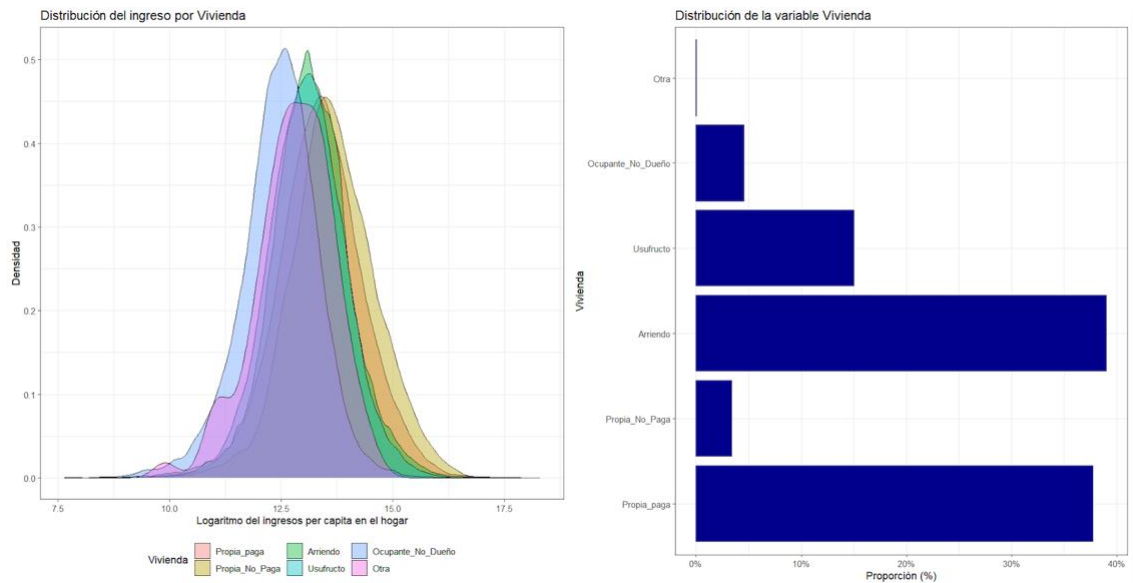 Distribución del ingreso por Vivienda
Densidad
0.5
0.4
0.3
0.2
0.1
0.0
7.5 10.0 12.5 15.0 17.5
Logaritmo del ingresos per capita en el hogar
Vivienda
Propia_paga
Arriendo
Ocupante_No_Dueño
Propia_No_Paga
Usufructo
Otra
Distribución de la variable Vivienda
Vivienda
Otra
Ocupante_No_Dueño
Usufructo
Arriendo
Propia_No_Paga
Propia_paga
0% 10% 20% 30% 40%
Proporción (%)